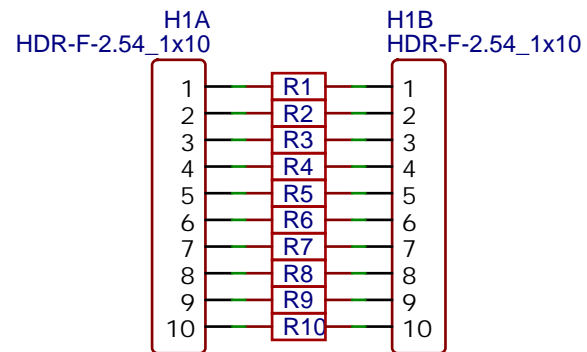 H1A H1B
HDR-F-2.54_1x10 HDR-F-2.54_1x10
1 R1 1
2 R2 2
3 R3 3
4 R4 4
5 R5 5
6 R6 6
7 R7 7
8 R8 8
9 R9 9
10 R10 10